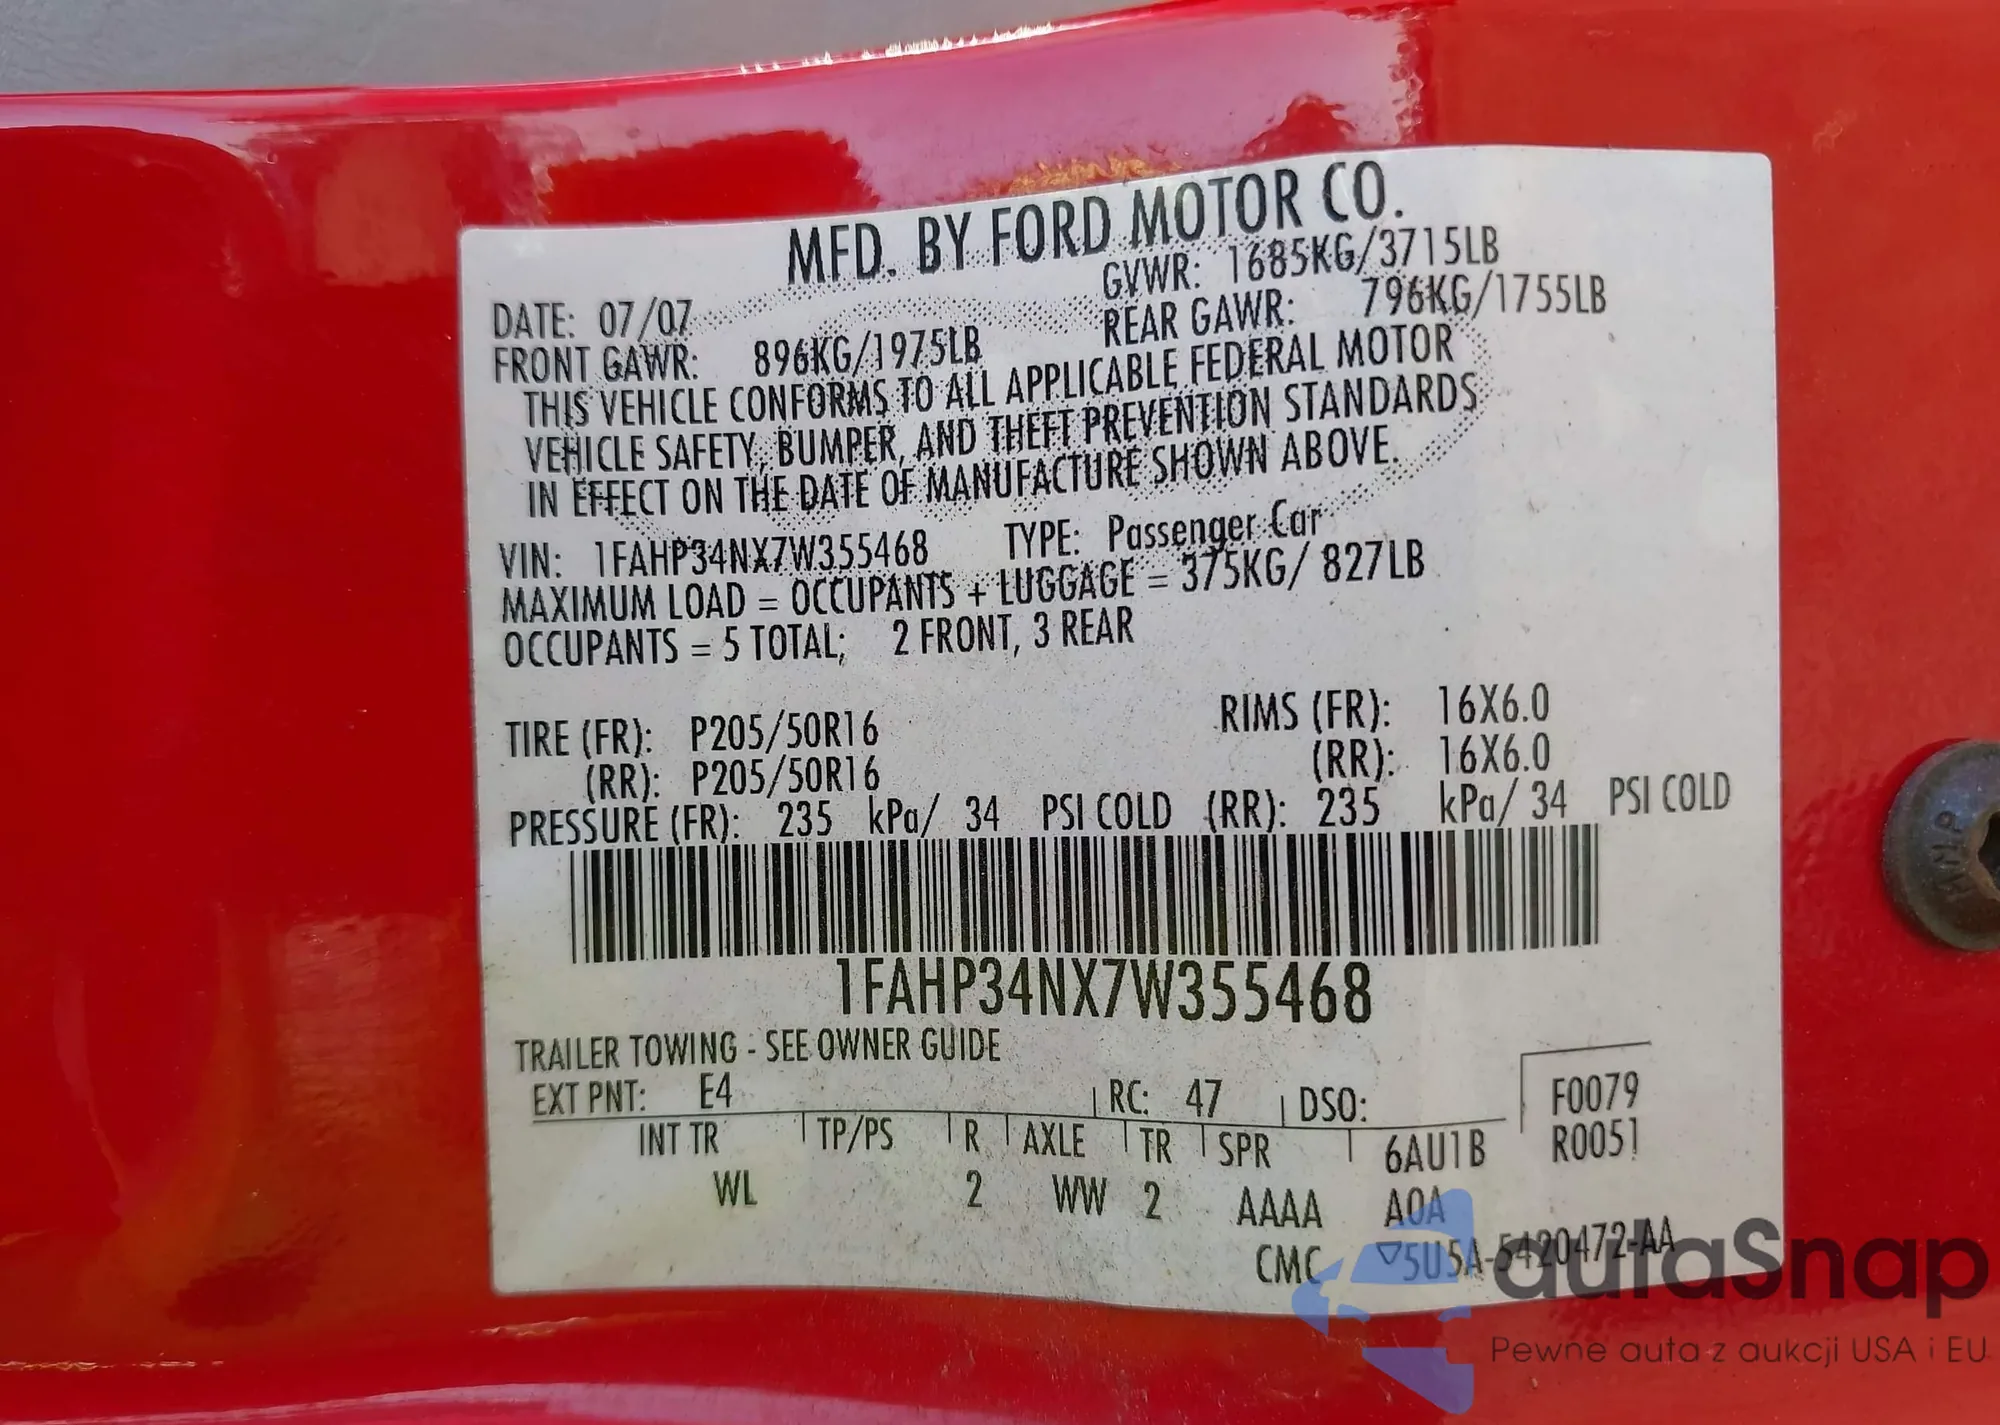 MFD. BY FORD MOTOR CO.
DATE: 07/07 GVWR: 1685KG/3715LB
FRONT GAWR: 896KG/1975LB REAR GAWR: 796KG/1755LB
THIS VEHICLE CONFORMS TO ALL APPLICABLE FEDERAL MOTOR
VEHICLE SAFETY, BUMPER, AND THEFT PREVENTION STANDARDS
IN EFFECT ON THE DATE OF MANUFACTURE SHOWN ABOVE.
VIN: 1FAHP34NX7W355468 TYPE: Passenger Car
MAXIMUM LOAD = OCCUPANTS + LUGGAGE = 375KG/ 827LB
OCCUPANTS = 5 TOTAL; 2 FRONT, 3 REAR
TIRE (FR): P205/50R16 RIMS (FR): 16X6.0
(RR): P205/50R16 (RR): 16X6.0
PRESSURE (FR): 235 kPa/ 34 PSI COLD (RR): 235 kPa/ 34 PSI COLD
1FAHP34NX7W355468
TRAILER TOWING - SEE OWNER GUIDE
EXT PNT: E4 RC: 47 DSO: F0079
INT TR TP/PS R AXLE TR SPR 6AU1B R0051
WL 2 WW 2 AAAA A0A
CMC ▽5U5A-5420472-AA
autaSnap
Pewne auta z aukcji USA i EU
TMP